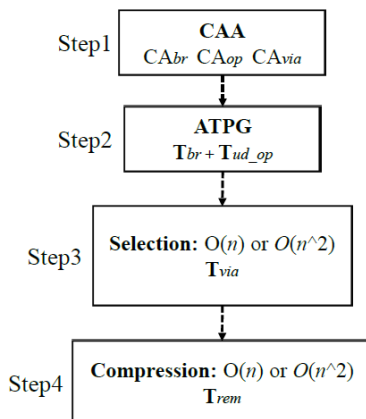 Step1
CAA
CAbr CAop CAvia
Step2
ATPG
Tbr + Tud_op
Step3
Selection: O(n) or O(n^2)
Tvia
Step4
Compression: O(n) or O(n^2)
Trem